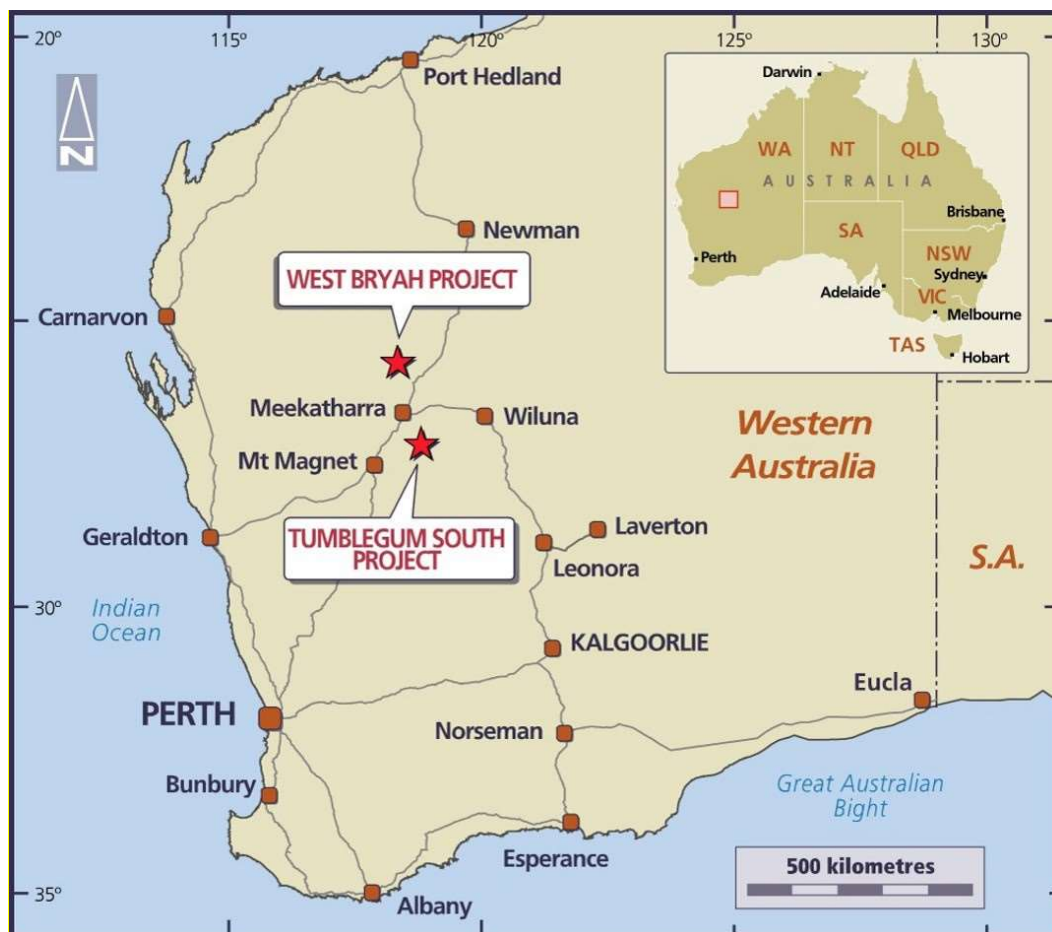 20°
115°
120°
125°
130°
Port Hedland
N
Darwin
WA
NT
QLD
AUSTRALIA
Brisbane
SA
NSW
Perth
Sydney
Adelaide
VIC
Melbourne
TAS
Hobart
Newman
WEST BRYAH PROJECT
Carnarvon
Meekatharra
Wiluna
Western
Australia
Mt Magnet
Geraldton
TUMBLEGUM SOUTH
PROJECT
Laverton
Leonora
S.A.
30°
Indian
Ocean
KALGOORLIE
Eucla
PERTH
Norseman
Bunbury
Great Australian
Bight
Esperance
500 kilometres
35°
Albany